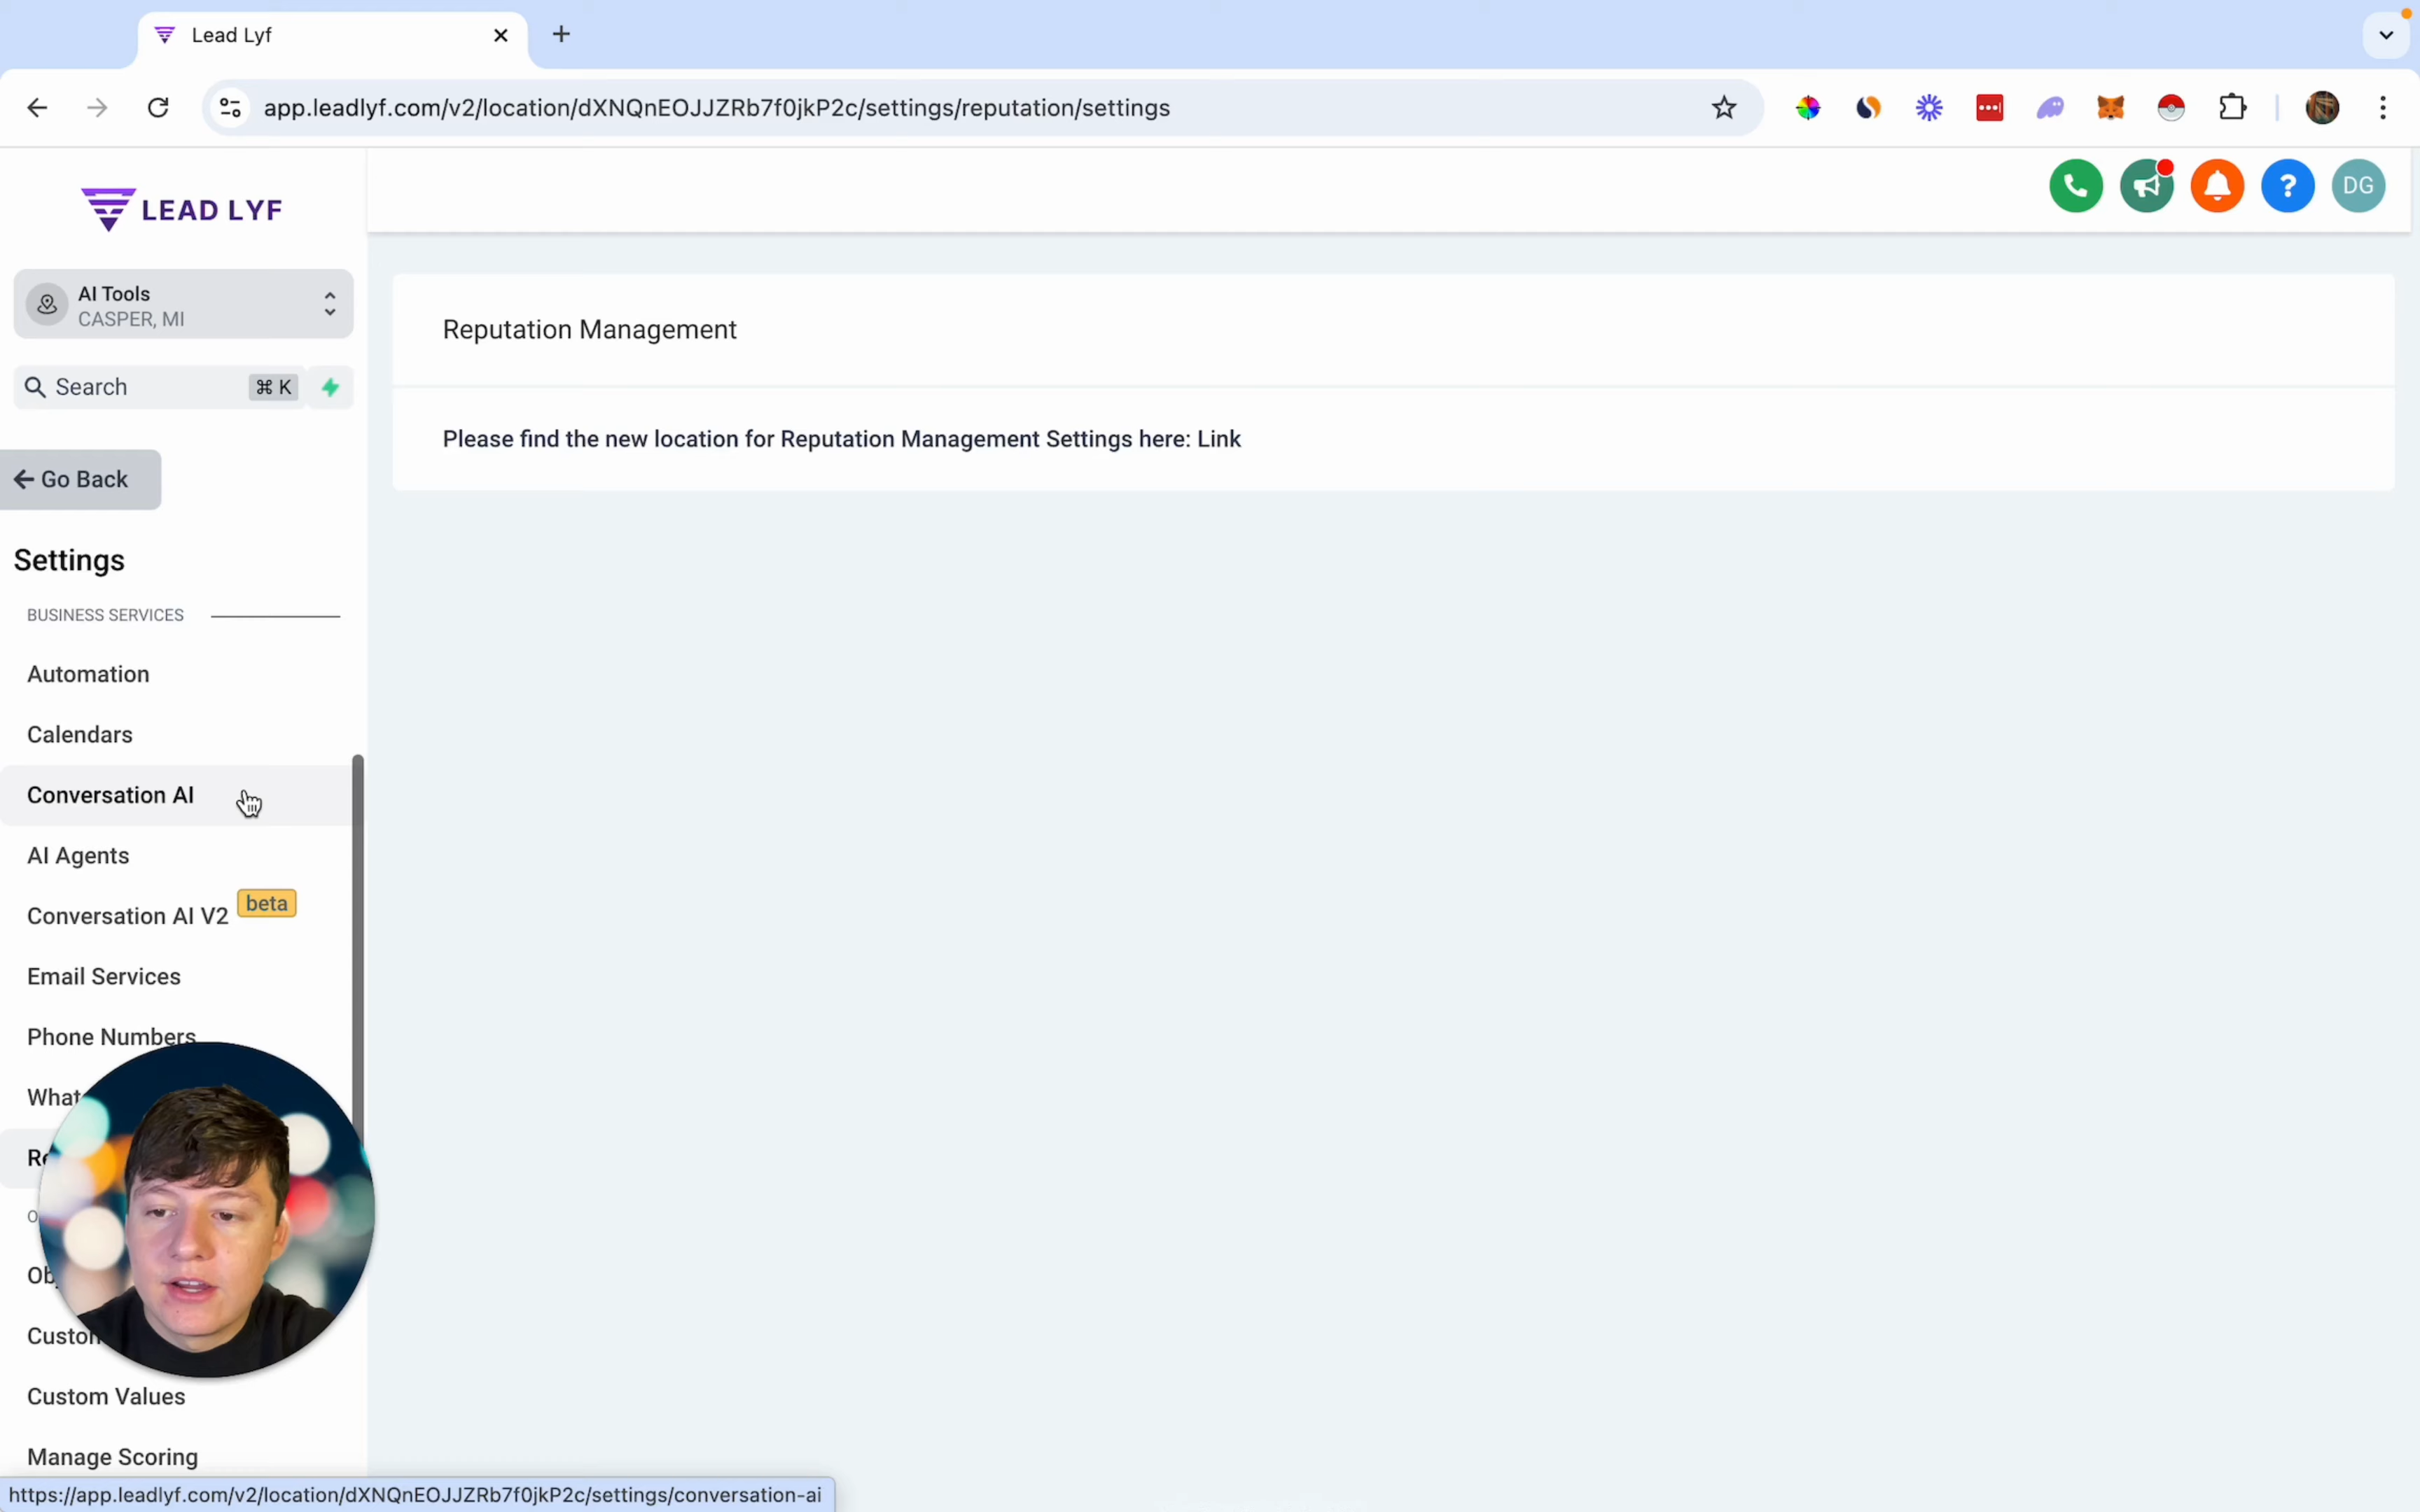 Lead Lyf
app.leadlyf.com/v2/location/dXNQnEOJJZRb7f0jkP2c/settings/reputation/settings
LEAD LYF
DG
AI Tools
CASPER, MI
Search ⌘ K
Go Back
Settings
BUSINESS SERVICES
Automation
Calendars
Conversation AI
AI Agents
Conversation AI V2 beta
Email Services
Phone Numbers
Custom Values
Manage Scoring
Reputation Management
Please find the new location for Reputation Management Settings here: Link
https://app.leadlyf.com/v2/location/dXNQnEOJJZRb7f0jkP2c/settings/conversation-ai